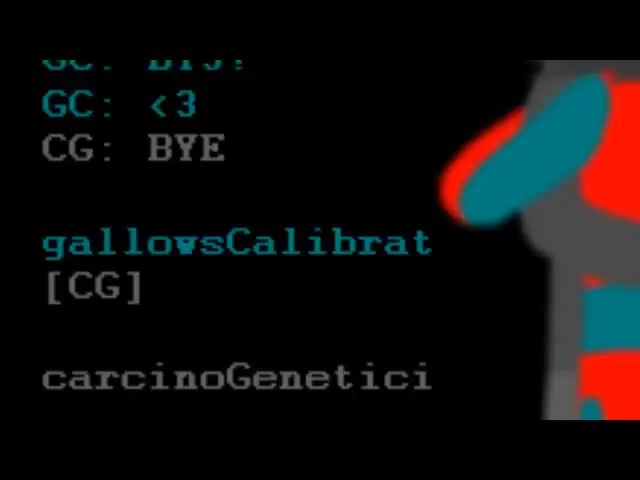 GC: <3
CG: BYE
gallowsCalibrat
[CG]
carcinoGenetici